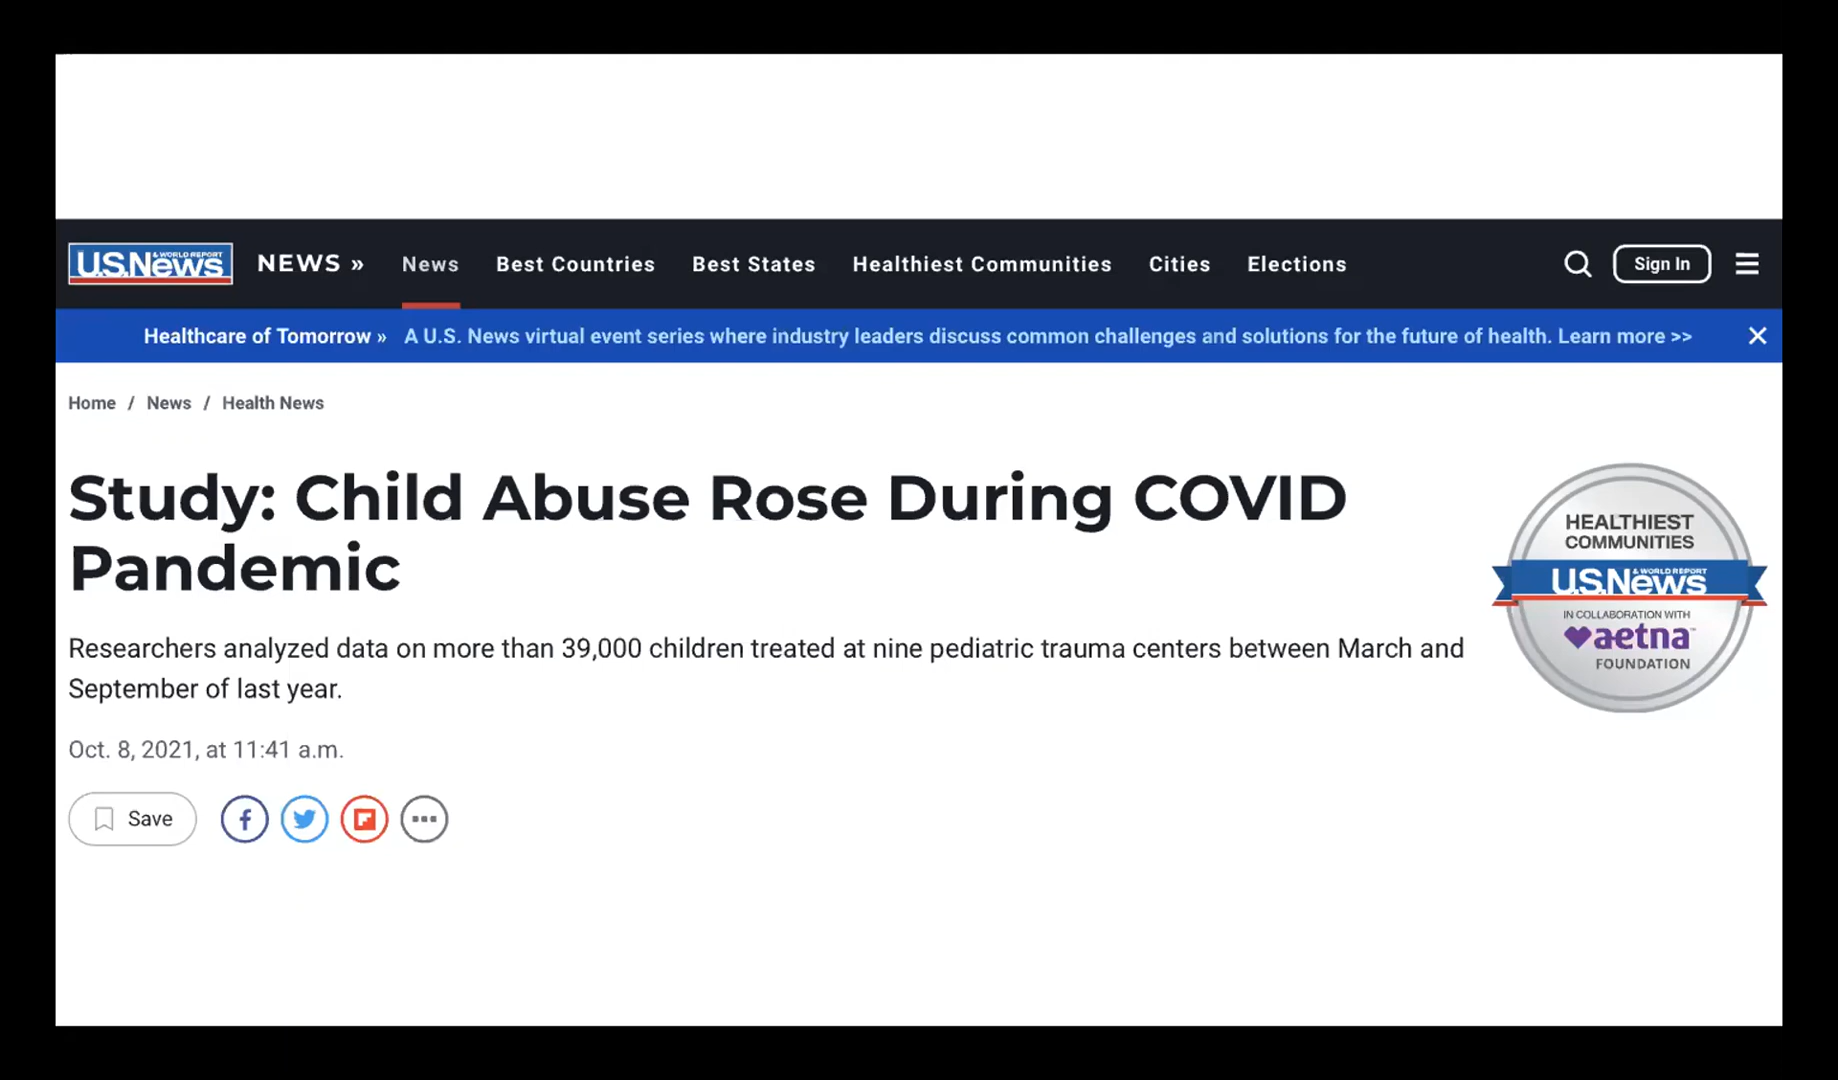 U.S.News & WORLD REPORT NEWS » News Best Countries Best States Healthiest Communities Cities Elections Sign In
Healthcare of Tomorrow » A U.S. News virtual event series where industry leaders discuss common challenges and solutions for the future of health. Learn more >>
Home / News / Health News
Study: Child Abuse Rose During COVID
Pandemic
Researchers analyzed data on more than 39,000 children treated at nine pediatric trauma centers between March and
September of last year.
Oct. 8, 2021, at 11:41 a.m.
Save
HEALTHIEST
COMMUNITIES
U.S.News & WORLD REPORT
IN COLLABORATION WITH
aetna™
FOUNDATION